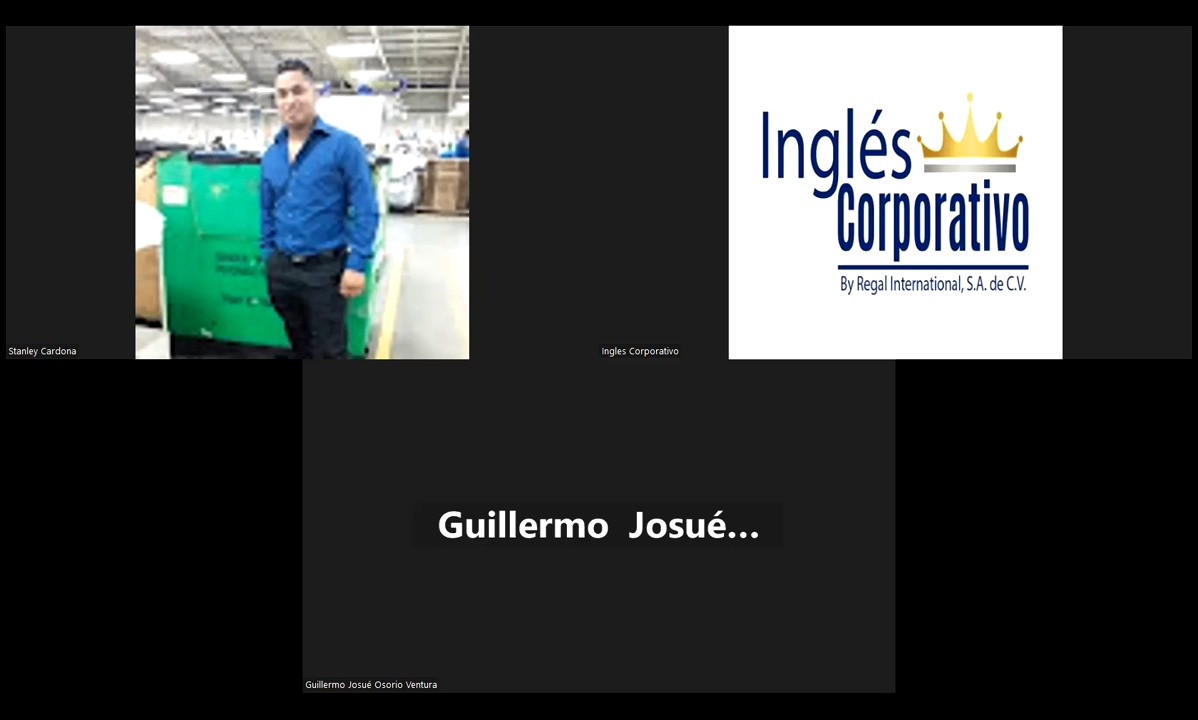 Stanley Cardona
Inglés
Corporativo
By Regal International, S.A. de C.V.
Ingles Corporativo
Guillermo Josué...
Guillermo Josué Osorio Ventura